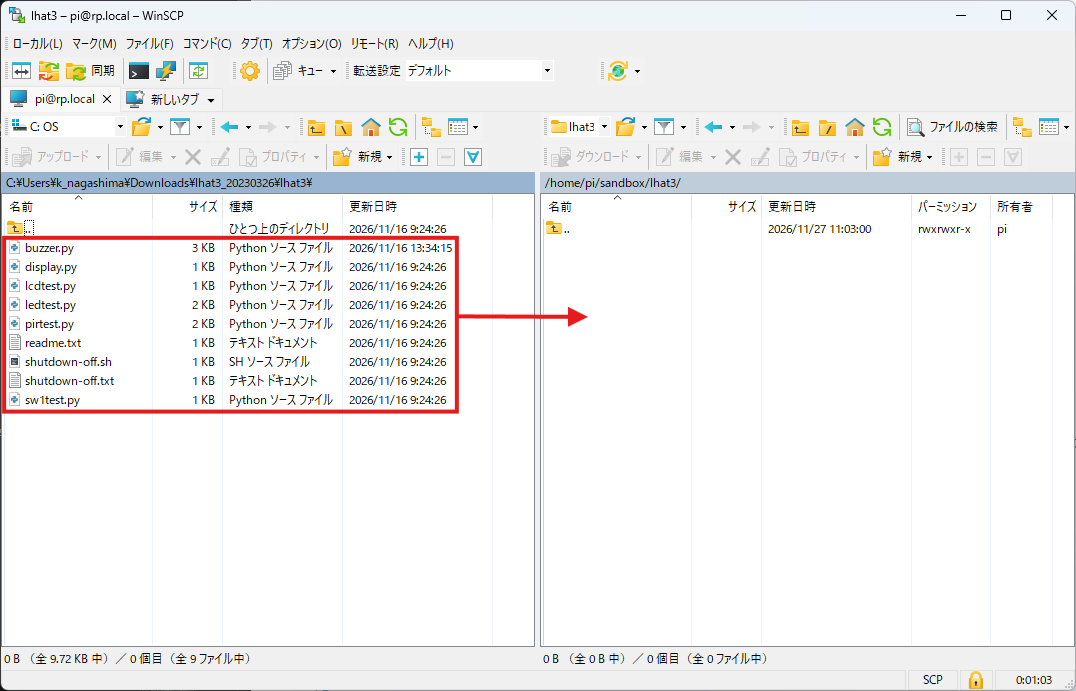 lhat3 – pi@rp.local – WinSCP
ローカル(L) マーク(M) ファイル(F) コマンド(C) タブ(T) オプション(O) リモート(R) ヘルプ(H)
同期 キュー 転送設定 デフォルト
pi@rp.local 新しいタブ
C: OS
lhat3 ファイルの検索
アップロード 編集 プロパティ 新規
ダウンロード 編集 プロパティ 新規
C:¥Users¥k_nagashima¥Downloads¥lhat3_20230326¥lhat3¥
名前 サイズ 種類 更新日時
.. ひとつ上のディレクトリ 2026/11/16 9:24:26
buzzer.py 3 KB Python ソース ファイル 2026/11/16 13:34:15
display.py 1 KB Python ソース ファイル 2026/11/16 9:24:26
lcdtest.py 1 KB Python ソース ファイル 2026/11/16 9:24:26
ledtest.py 2 KB Python ソース ファイル 2026/11/16 9:24:26
pirtest.py 2 KB Python ソース ファイル 2026/11/16 9:24:26
readme.txt 1 KB テキスト ドキュメント 2026/11/16 9:24:26
shutdown-off.sh 1 KB SH ソース ファイル 2026/11/16 9:24:26
shutdown-off.txt 1 KB テキスト ドキュメント 2026/11/16 9:24:26
sw1test.py 1 KB Python ソース ファイル 2026/11/16 9:24:26
0 B (全 9.72 KB 中) ／ 0 個目 (全 9 ファイル中)
/home/pi/sandbox/lhat3/
名前 サイズ 更新日時 パーミッション 所有者
.. 2026/11/27 11:03:00 rwxrwxr-x pi
0 B (全 0 B 中) ／ 0 個目 (全 0 ファイル中)
SCP 0:01:03